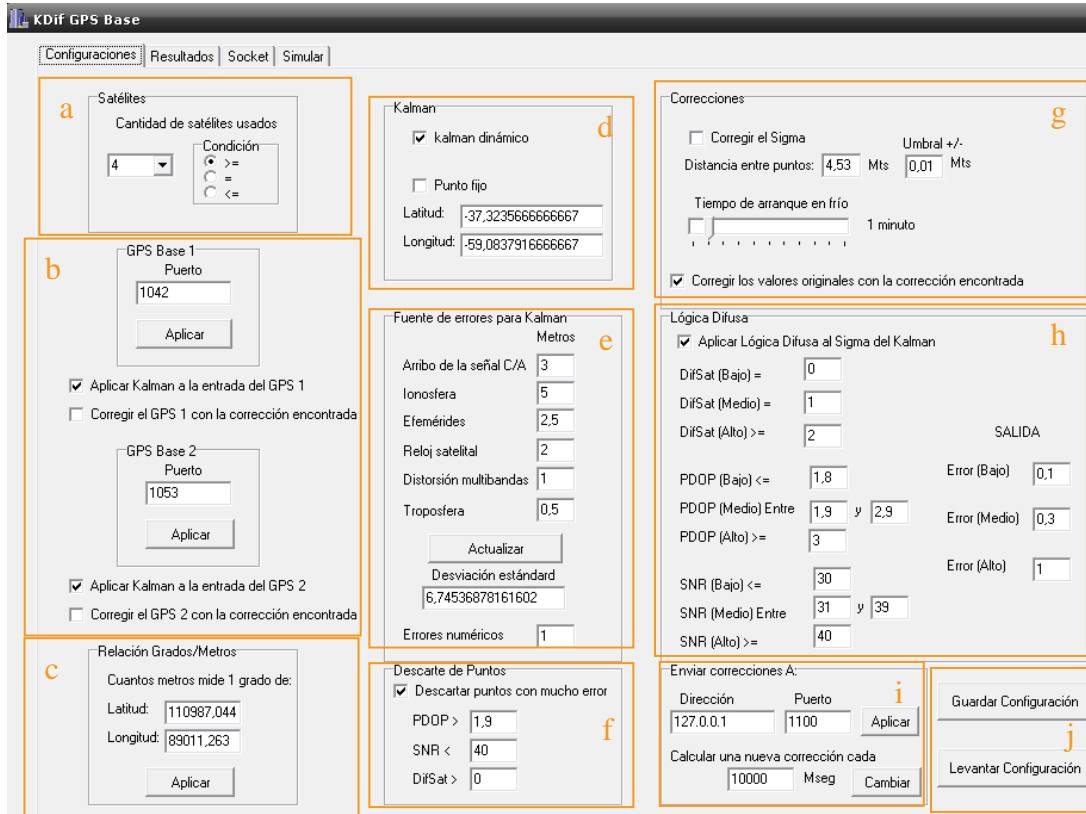 KDif GPS Base
Configuraciones Resultados Socket Simular
a
Satélites
Cantidad de satélites usados
4
Condición
>=
=
<=
b
GPS Base 1
Puerto
1042
Aplicar
Aplicar Kalman a la entrada del GPS 1
Corregir el GPS 1 con la corrección encontrada
GPS Base 2
Puerto
1053
Aplicar
Aplicar Kalman a la entrada del GPS 2
Corregir el GPS 2 con la corrección encontrada
c
Relación Grados/Metros
Cuantos metros mide 1 grado de:
Latitud: 110987,044
Longitud: 89011,263
Aplicar
d
Kalman
kalman dinámico
Punto fijo
Latitud: -37,3235666666667
Longitud: -59,0837916666667
e
Fuente de errores para Kalman
Metros
Arribo de la señal C/A 3
Ionosfera 5
Efemérides 2,5
Reloj satelital 2
Distorsión multibandas 1
Troposfera 0,5
Actualizar
Desviación estándard
6,74536878161602
Errores numéricos 1
Descarte de Puntos
Descartar puntos con mucho error
PDOP > 1,9
SNR < 40
DifSat > 0
f
g
Correcciones
Corregir el Sigma
Umbral +/-
Distancia entre puntos: 4,53 Mts 0,01 Mts
Tiempo de arranque en frío
1 minuto
Corregir los valores originales con la corrección encontrada
h
Lógica Difusa
Aplicar Lógica Difusa al Sigma del Kalman
DifSat (Bajo) = 0
DifSat (Medio) = 1
DifSat (Alto) >= 2
PDOP (Bajo) <= 1,8
PDOP (Medio) Entre 1,9 y 2,9
PDOP (Alto) >= 3
SNR (Bajo) <= 30
SNR (Medio) Entre 31 y 39
SNR (Alto) >= 40
SALIDA
Error (Bajo) 0,1
Error (Medio) 0,3
Error (Alto) 1
Enviar correcciones A:
i
Dirección Puerto
127.0.0.1 1100 Aplicar
Calcular una nueva corrección cada
10000 Mseg Cambiar
Guardar Configuración
j
Levantar Configuración